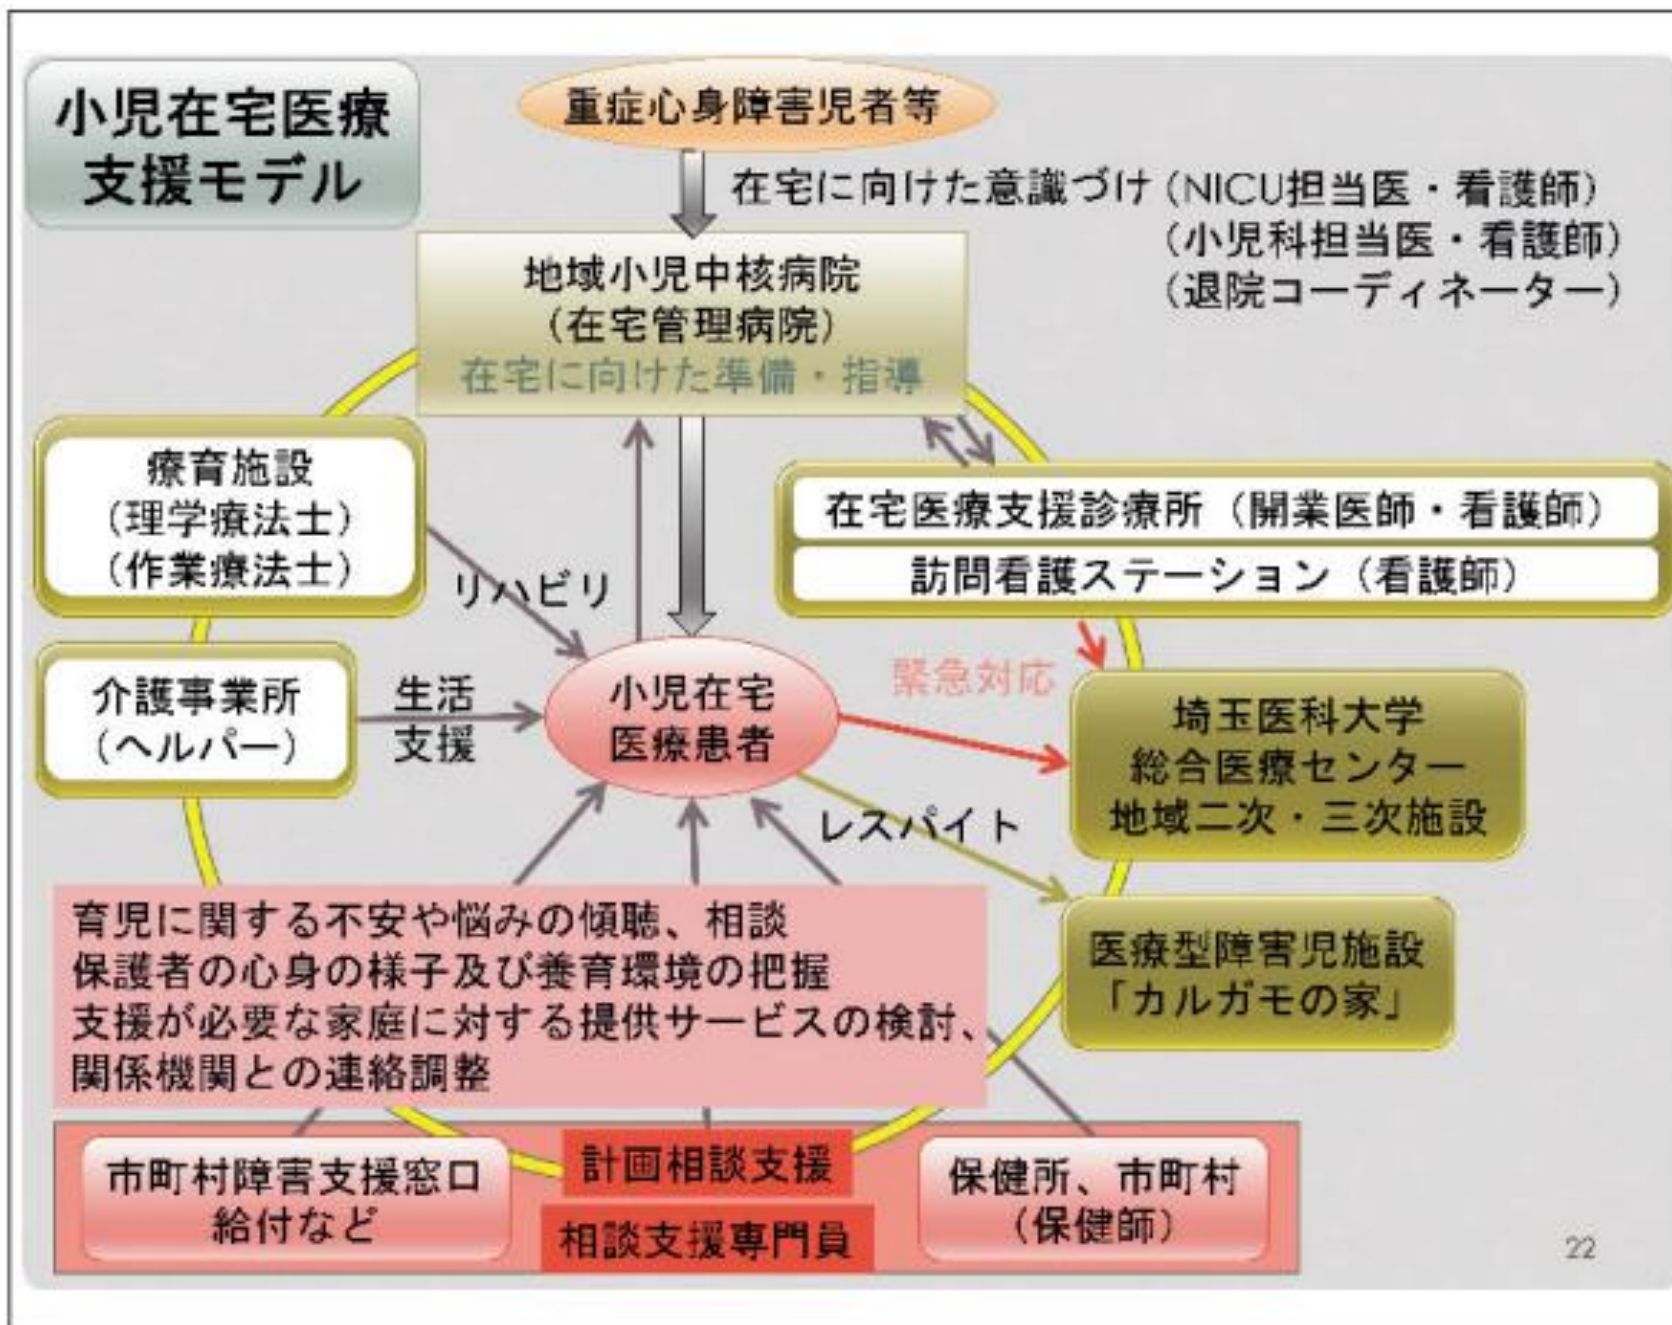 小児在宅医療
支援モデル
重症心身障害児者等
在宅に向けた意識づけ(NICU担当医・看護師)
(小児科担当医・看護師)
(退院コーディネーター)
地域小児中核病院
(在宅管理病院)
在宅に向けた準備・指導
療育施設
(理学療法士)
(作業療法士)
リハビリ
在宅医療支援診療所(開業医師・看護師)
訪問看護ステーション(看護師)
介護事業所
(ヘルパー)
生活
支援
小児在宅
医療患者
緊急対応
埼玉医科大学
総合医療センター
地域二次・三次施設
レスパイト
医療型障害児施設
「カルガモの家」
育児に関する不安や悩みの傾聴、相談
保護者の心身の様子及び養育環境の把握
支援が必要な家庭に対する提供サービスの検討、
関係機関との連絡調整
市町村障害支援窓口
給付など
計画相談支援
相談支援専門員
保健所、市町村
(保健師)
22